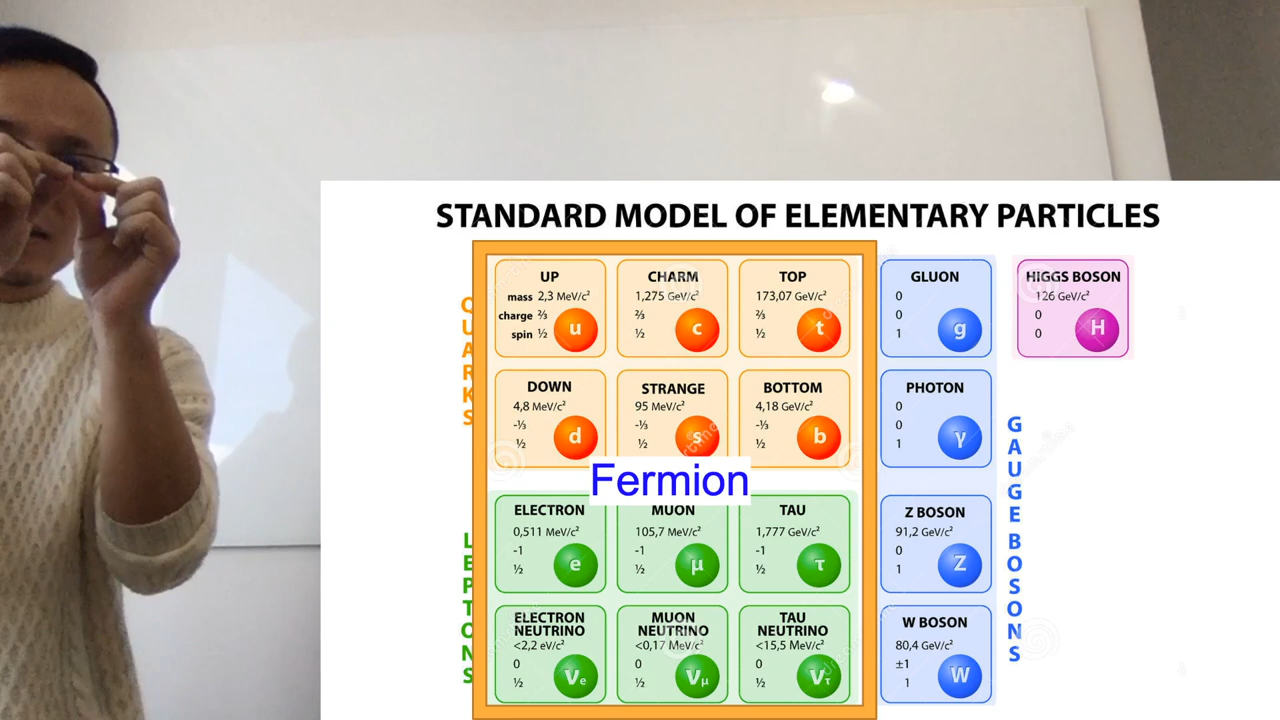 STANDARD MODEL OF ELEMENTARY PARTICLES
QUARKS
UP
mass 2,3 MeV/c²
charge ⅔
spin ½
u
CHARM
1,275 GeV/c²
⅔
½
c
TOP
173,07 GeV/c²
⅔
½
t
GLUON
0
0
1
g
HIGGS BOSON
126 GeV/c²
0
0
H
DOWN
4,8 MeV/c²
-⅓
½
d
STRANGE
95 MeV/c²
-⅓
½
s
BOTTOM
4,18 GeV/c²
-⅓
½
b
PHOTON
0
0
1
γ
Fermion
LEPTONS
ELECTRON
0,511 MeV/c²
-1
½
e
MUON
105,7 MeV/c²
-1
½
μ
TAU
1,777 GeV/c²
-1
½
τ
Z BOSON
91,2 GeV/c²
0
1
Z
ELECTRON
NEUTRINO
<2,2 eV/c²
0
½
νe
MUON
NEUTRINO
<0,17 MeV/c²
0
½
νμ
TAU
NEUTRINO
<15,5 MeV/c²
0
½
ντ
W BOSON
80,4 GeV/c²
±1
1
W
GAUGE BOSONS